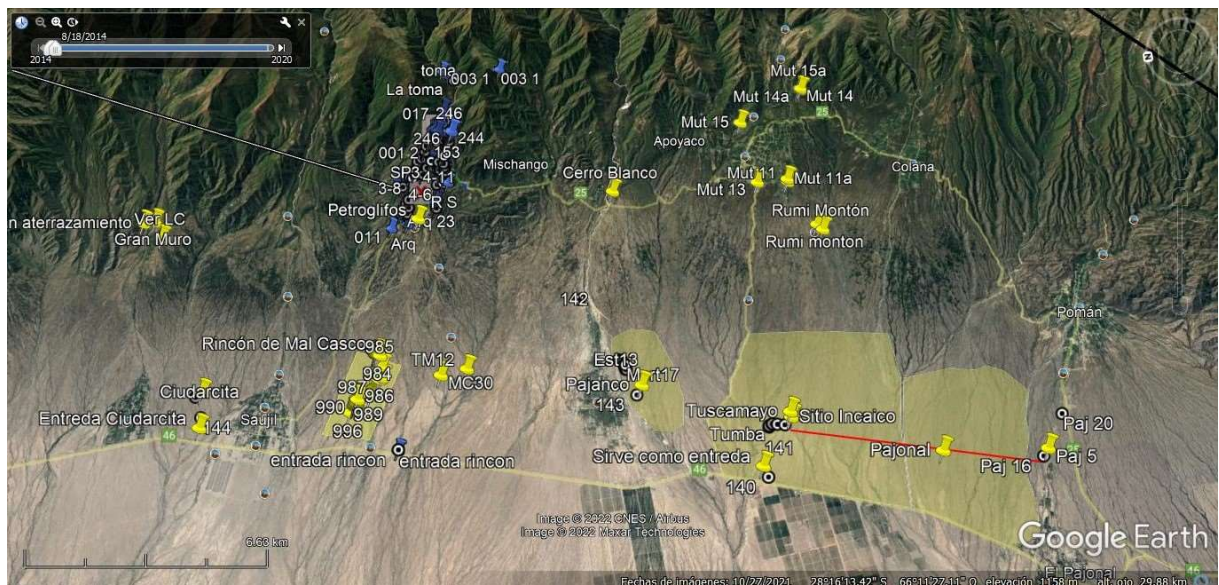 8/18/2014
2014
2020
toma
003 1
003 1
La toma
017 246
246
244
001 2
153
SP3
4-11
3-8
4-6
R S
Petroglifos
Arq 23
011
Arq
n aterrazamiento
Ver LC
Gran Muro
Mischango
Cerro Blanco
25
Mut 15a
Mut 14a
Mut 14
25
Mut 15
Apoyaco
Colana
Mut 11
Mut 13
Mut 11a
Rumi Montón
Rumi monton
142
Pomán
Rincón de Mal Casco
985
984
987
986
990
989
996
TM12
MC30
Est13
Mort17
Pajanco
143
Ciudarcita
Entreda Ciudarcita
144
Saujil
46
entrada rincon
entrada rincon
Tuscamayo
Sitio Incaico
Tumba
141
Sirve como entreda
46
140
Pajonal
Paj 20
25
Paj 16
Paj 5
Image © 2022 CNES / Airbus
Image © 2022 Maxar Technologies
6.63 km
Google Earth
El Pajonal
46
Fechas de imágenes: 10/27/2021 28°16'13.42" S 66°11'27.11" O elevación 1158 m alt. ojo 29.88 km